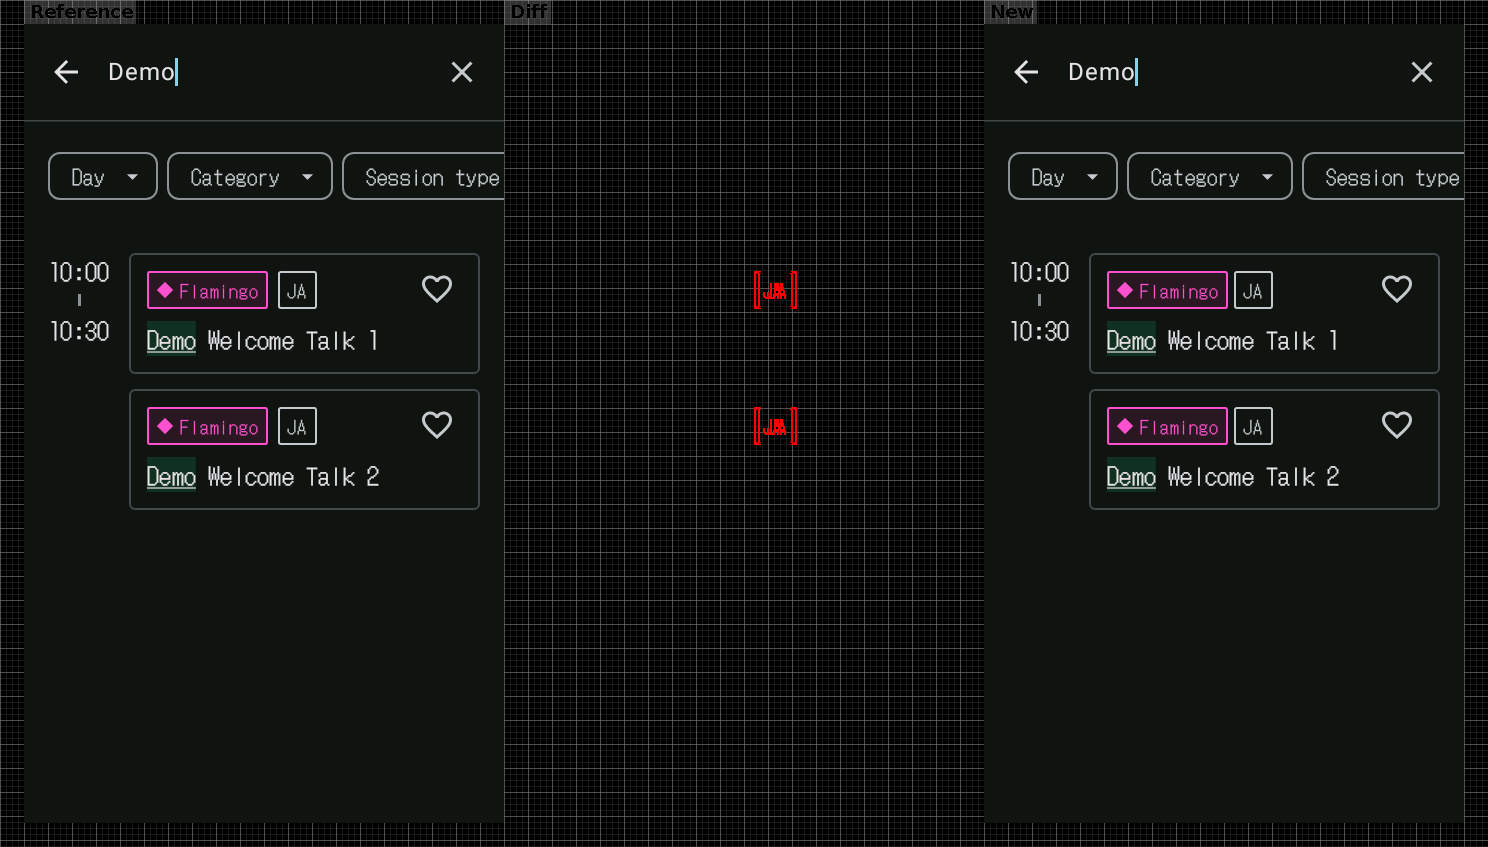 Reference
Diff
New
Demo
Day
Category
Session type
10:00
10:30
Flamingo
JA
Demo Welcome Talk 1
Flamingo
JA
Demo Welcome Talk 2
Demo
Day
Category
Session type
10:00
10:30
Flamingo
JA
Demo Welcome Talk 1
Flamingo
JA
Demo Welcome Talk 2